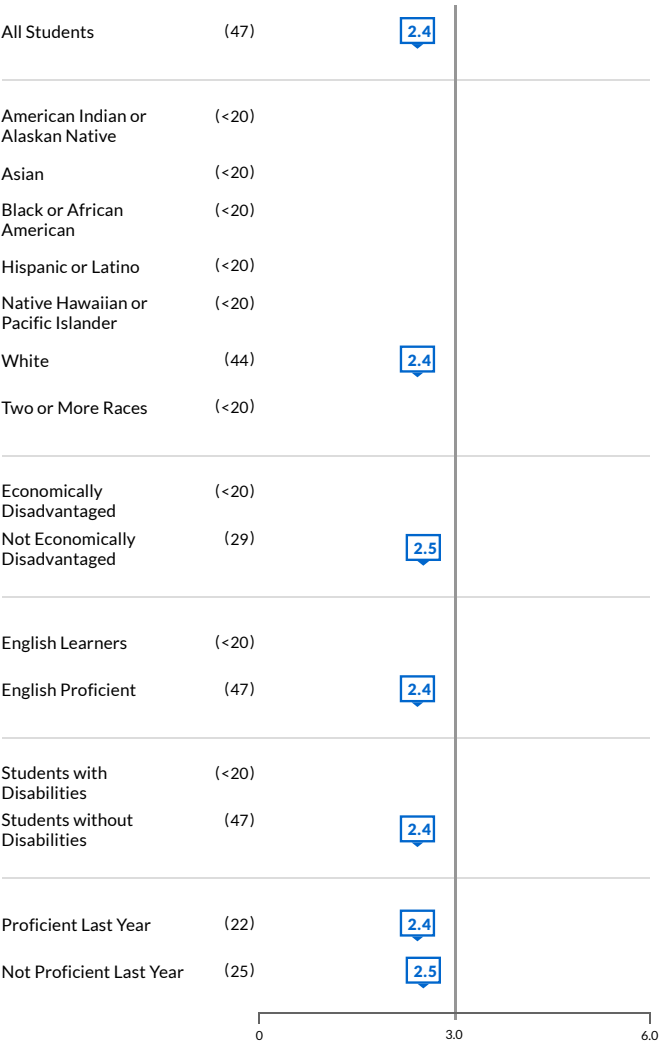 All Students (47) 2.4
American Indian or (<20)
Alaskan Native
Asian (<20)
Black or African (<20)
American
Hispanic or Latino (<20)
Native Hawaiian or (<20)
Pacific Islander
White (44) 2.4
Two or More Races (<20)
Economically (<20)
Disadvantaged
Not Economically (29) 2.5
Disadvantaged
English Learners (<20)
English Proficient (47) 2.4
Students with (<20)
Disabilities
Students without (47) 2.4
Disabilities
Proficient Last Year (22) 2.4
Not Proficient Last Year (25) 2.5
0 3.0 6.0